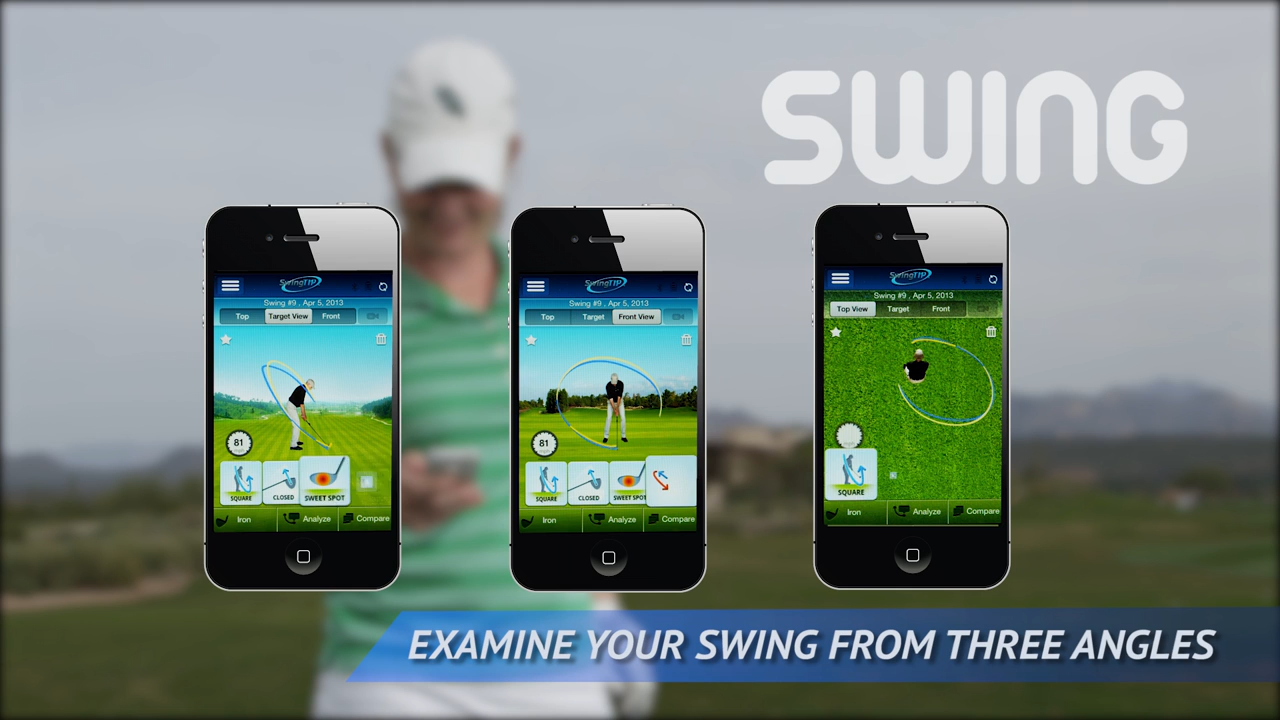 SWING
SwingTIP
Swing #9 , Apr 5, 2013
Top Target View Front
81
SQUARE CLOSED SWEET SPOT
Iron Analyze Compare
SwingTIP
Swing #9 , Apr 5, 2013
Top Target Front View
81
SQUARE CLOSED SWEET SPOT
Iron Analyze Compare
SwingTIP
Swing #9 , Apr 5, 2013
Top View Target Front
SQUARE
Iron Analyze Compare
EXAMINE YOUR SWING FROM THREE ANGLES